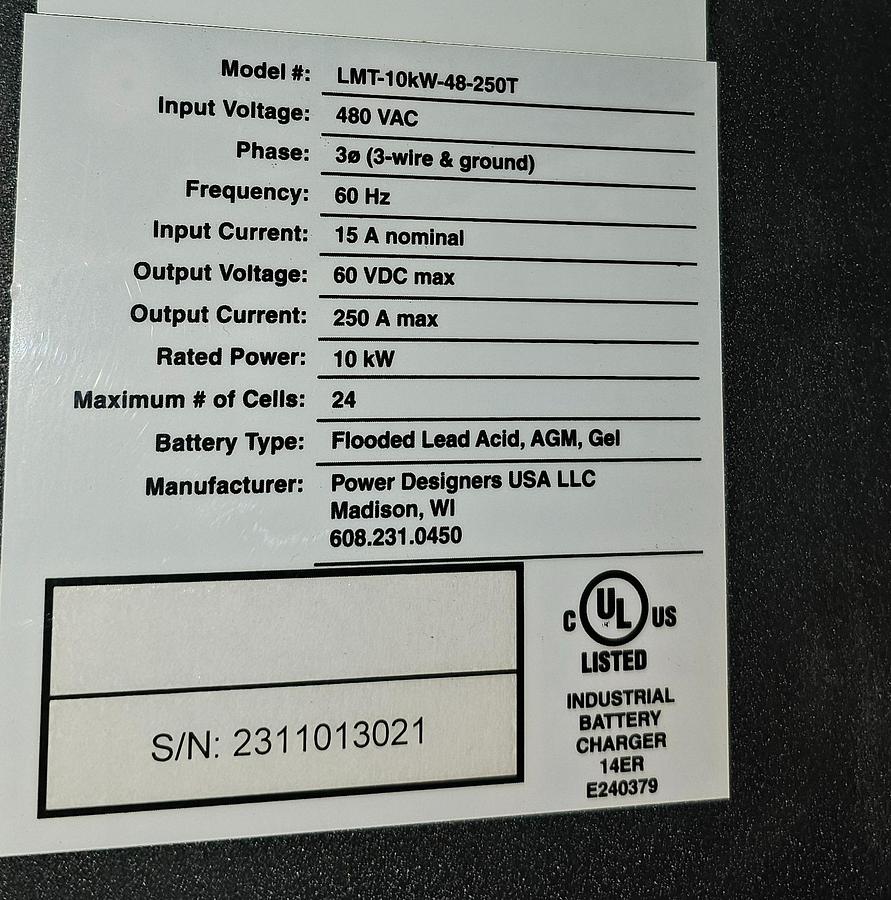 Model #: LMT-10kW-48-250T
Input Voltage: 480 VAC
Phase: 3ø (3-wire & ground)
Frequency: 60 Hz
Input Current: 15 A nominal
Output Voltage: 60 VDC max
Output Current: 250 A max
Rated Power: 10 kW
Maximum # of Cells: 24
Battery Type: Flooded Lead Acid, AGM, Gel
Manufacturer: Power Designers USA LLC
Madison, WI
608.231.0450
C UL US
LISTED
INDUSTRIAL
BATTERY
CHARGER
14ER
E240379
S/N: 2311013021